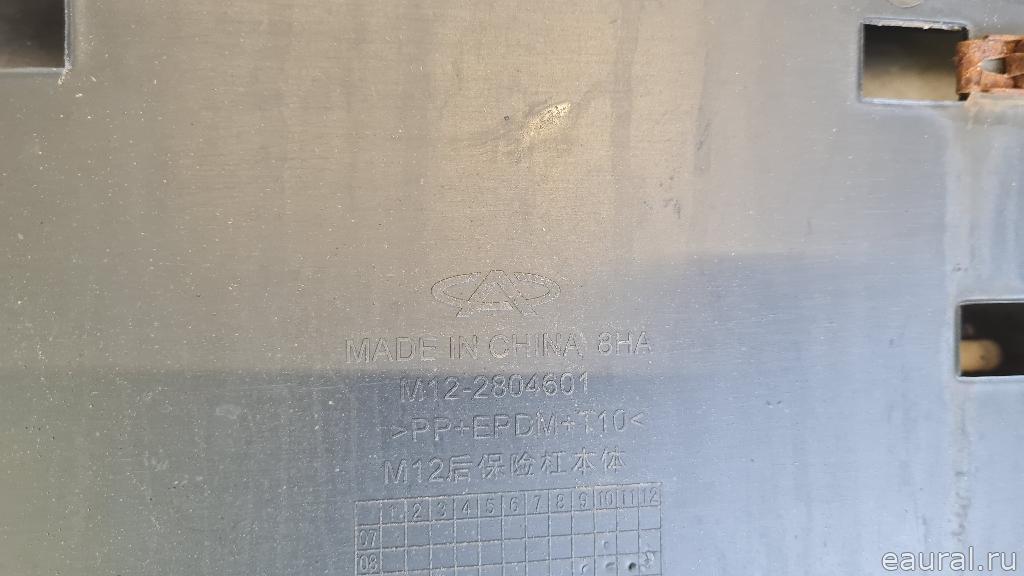 MADE IN CHINA 8HA
M12-2804601
>PP+EPDM+T10<
M12后保险杠本体
1 2 3 4 5 6 7 8 9 10 11 12
07
08
eaural.ru